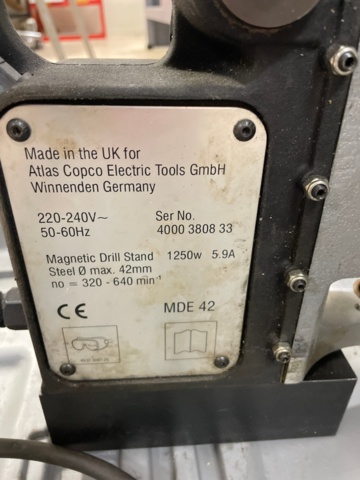 Made in the UK for
Atlas Copco Electric Tools GmbH
Winnenden Germany
220-240V~ Ser No.
50-60Hz 4000 3808 33
Magnetic Drill Stand 1250w 5.9A
Steel Ø max. 42mm
no = 320 - 640 min⁻¹
CE MDE 42